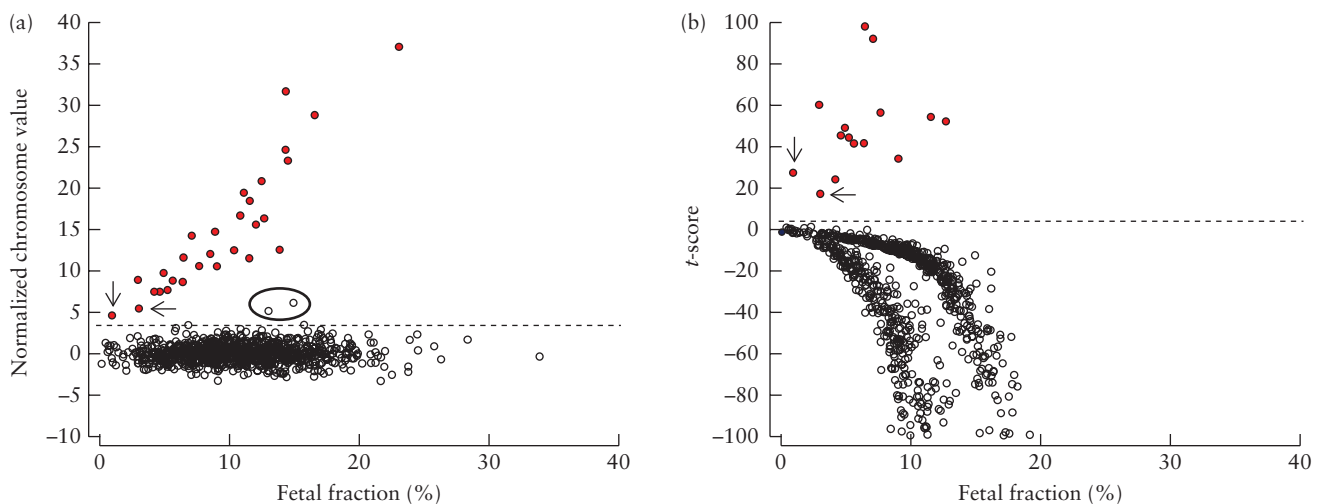 (a)
Normalized chromosome value
40
35
30
25
20
15
10
5
0
–5
–10
0 10 20 30 40
Fetal fraction (%)
(b)
t-score
100
80
60
40
20
0
–20
–40
–60
–80
–100
0 10 20 30 40
Fetal fraction (%)